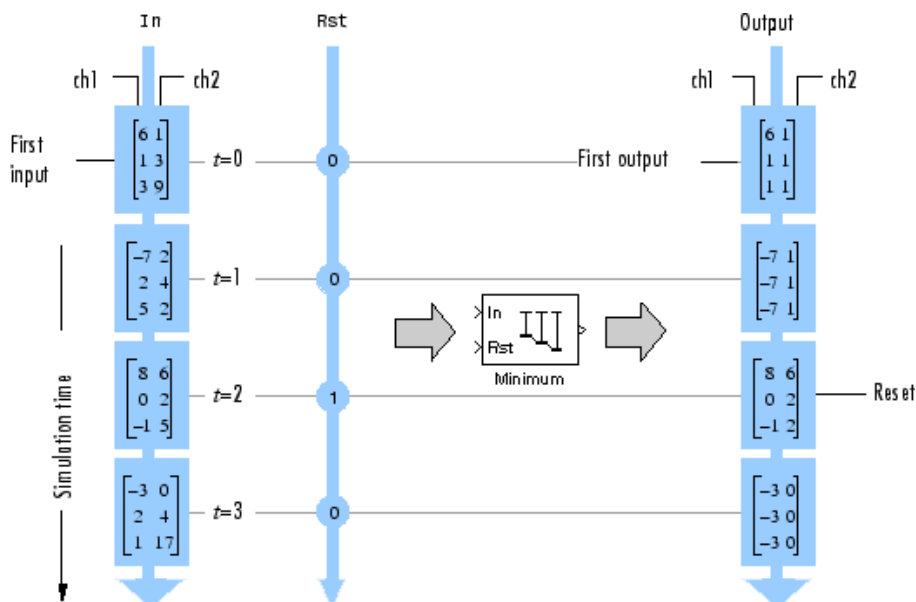 In Rst Output
ch1 ch2 ch1 ch2
First input
6 1
1 3
3 9
t=0
0
First output
6 1
1 1
1 1
-7 2
2 4
5 2
t=1
0
-7 1
-7 1
-7 1
In
Rst
Minimum
8 6
0 2
-1 5
t=2
1
8 6
0 2
-1 2
Reset
Simulation time
-3 0
2 4
1 17
t=3
0
-3 0
-3 0
-3 0